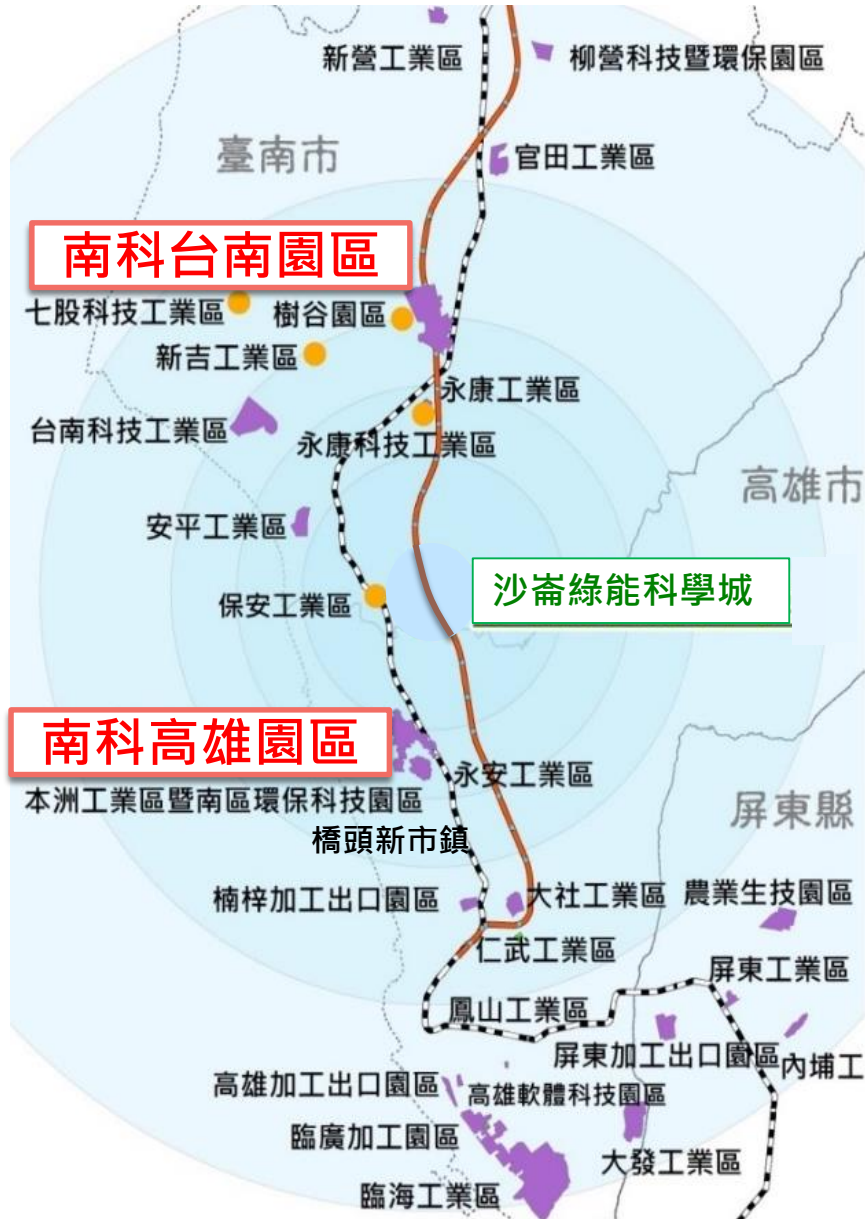 新營工業區
柳營科技暨環保園區
臺南市
官田工業區
南科台南園區
七股科技工業區
樹谷園區
新吉工業區
永康工業區
台南科技工業區
永康科技工業區
高雄市
安平工業區
沙崙綠能科學城
保安工業區
南科高雄園區
永安工業區
本洲工業區暨南區環保科技園區
屏東縣
橋頭新市鎮
楠梓加工出口園區
大社工業區
農業生技園區
仁武工業區
屏東工業區
鳳山工業區
屏東加工出口園區
內埔工
高雄加工出口園區
高雄軟體科技園區
臨廣加工園區
大發工業區
臨海工業區